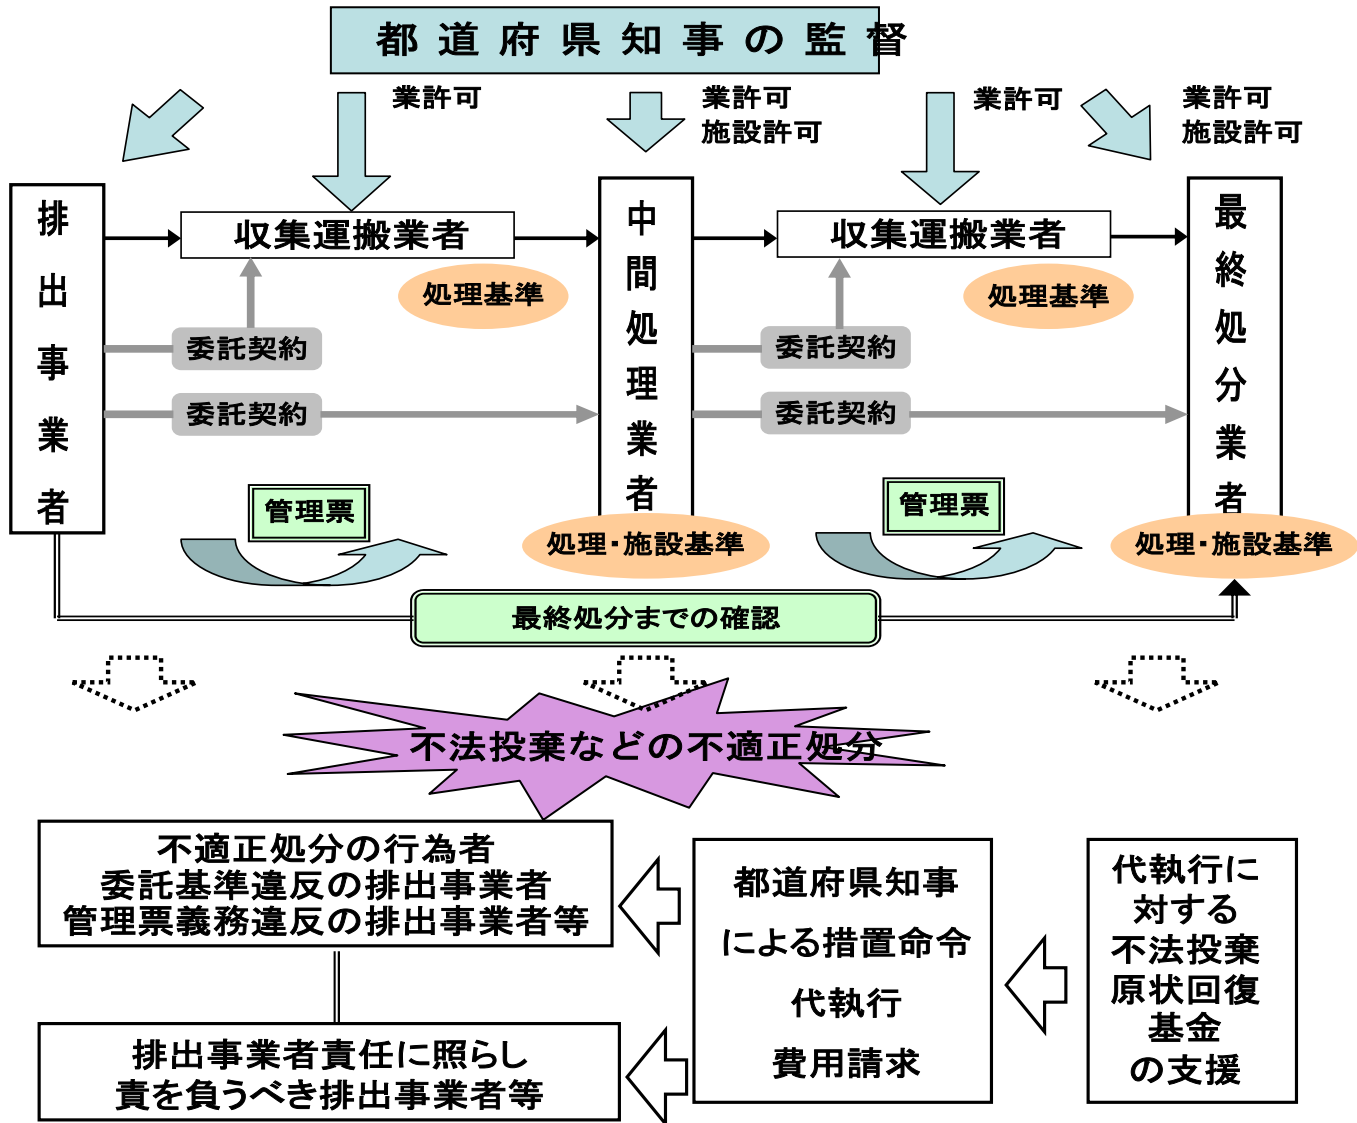 都道府県知事の監督
業許可
業許可
施設許可
業許可
業許可
施設許可
排出事業者
収集運搬業者
処理基準
委託契約
委託契約
中間処理業者
処理・施設基準
収集運搬業者
処理基準
委託契約
委託契約
最終処分業者
処理・施設基準
管理票
管理票
最終処分までの確認
不法投棄などの不適正処分
不適正処分の行為者
委託基準違反の排出事業者
管理票義務違反の排出事業者等
排出事業者責任に照らし
責を負うべき排出事業者等
都道府県知事
による措置命令
代執行
費用請求
代執行に
対する
不法投棄
原状回復
基金
の支援